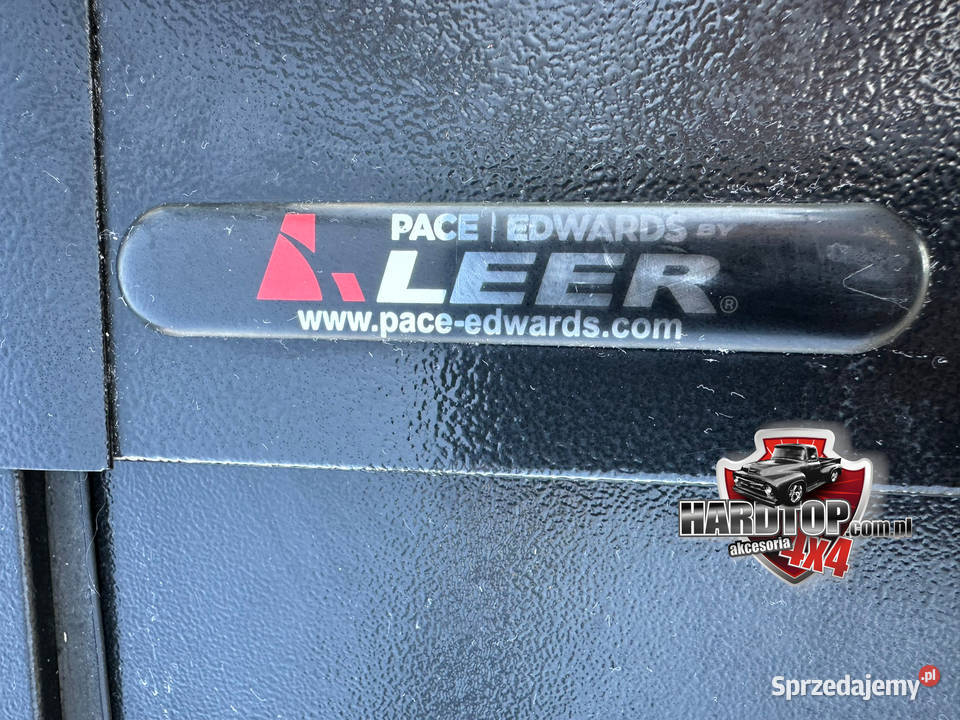 PACE | EDWARDS BY
LEER®
www.pace-edwards.com
HARDTOP.com.pl
akcesoria 4x4
Sprzedajemy.pl